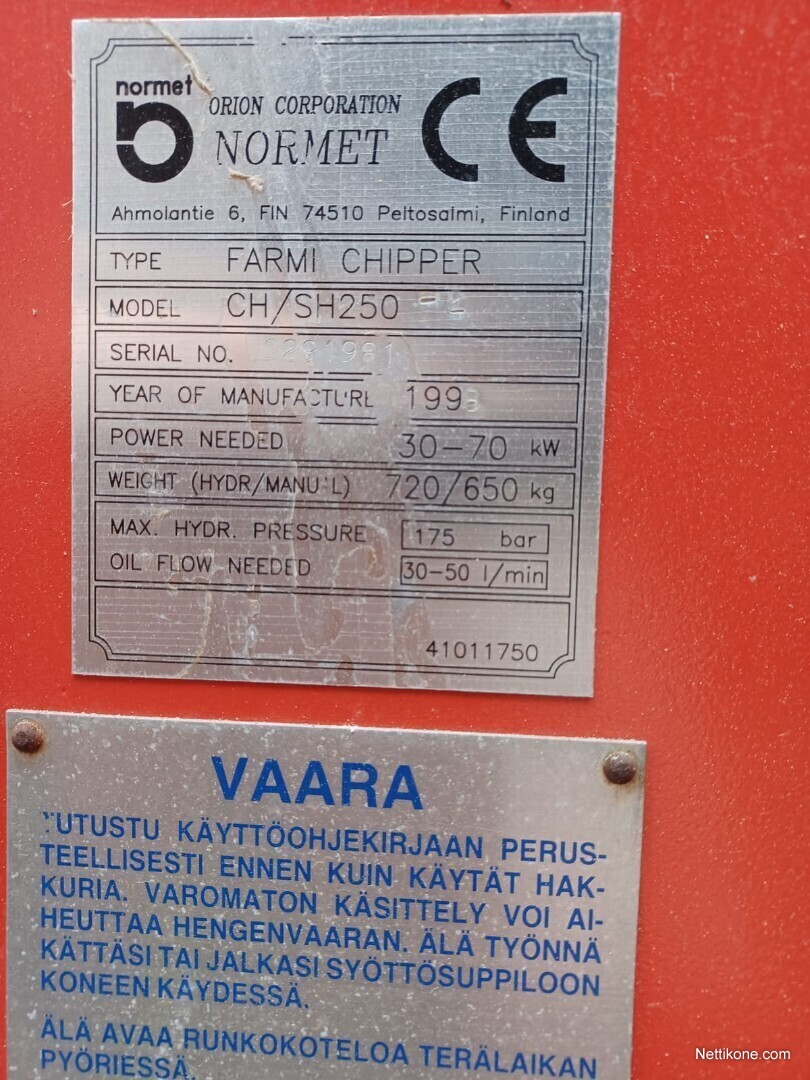 normet
ORION CORPORATION
NORMET
CE
Ahmolantie 6, FIN 74510 Peltosalmi, Finland
TYPE FARMI CHIPPER
MODEL CH/SH250
SERIAL NO.
YEAR OF MANUFACTURE 1993
POWER NEEDED 30-70 kW
WEIGHT (HYDR/MANUAL) 720/650 kg
MAX. HYDR. PRESSURE 175 bar
OIL FLOW NEEDED 30-50 l/min
41011750
VAARA
TUTUSTU KÄYTTÖOHJEKIRJAAN PERUS-
TEELLISESTI ENNEN KUIN KÄYTÄT HAK-
KURIA. VAROMATON KÄSITTELY VOI AI-
HEUTTAA HENGENVAARAN. ÄLÄ TYÖNNÄ
KÄTTÄSI TAI JALKASI SYÖTTÖSUPPILOON
KONEEN KÄYDESSÄ.
ÄLÄ AVAA RUNKOKOTELOA TERÄLAIKAN
PYÖRIESSÄ.
Nettikone.com